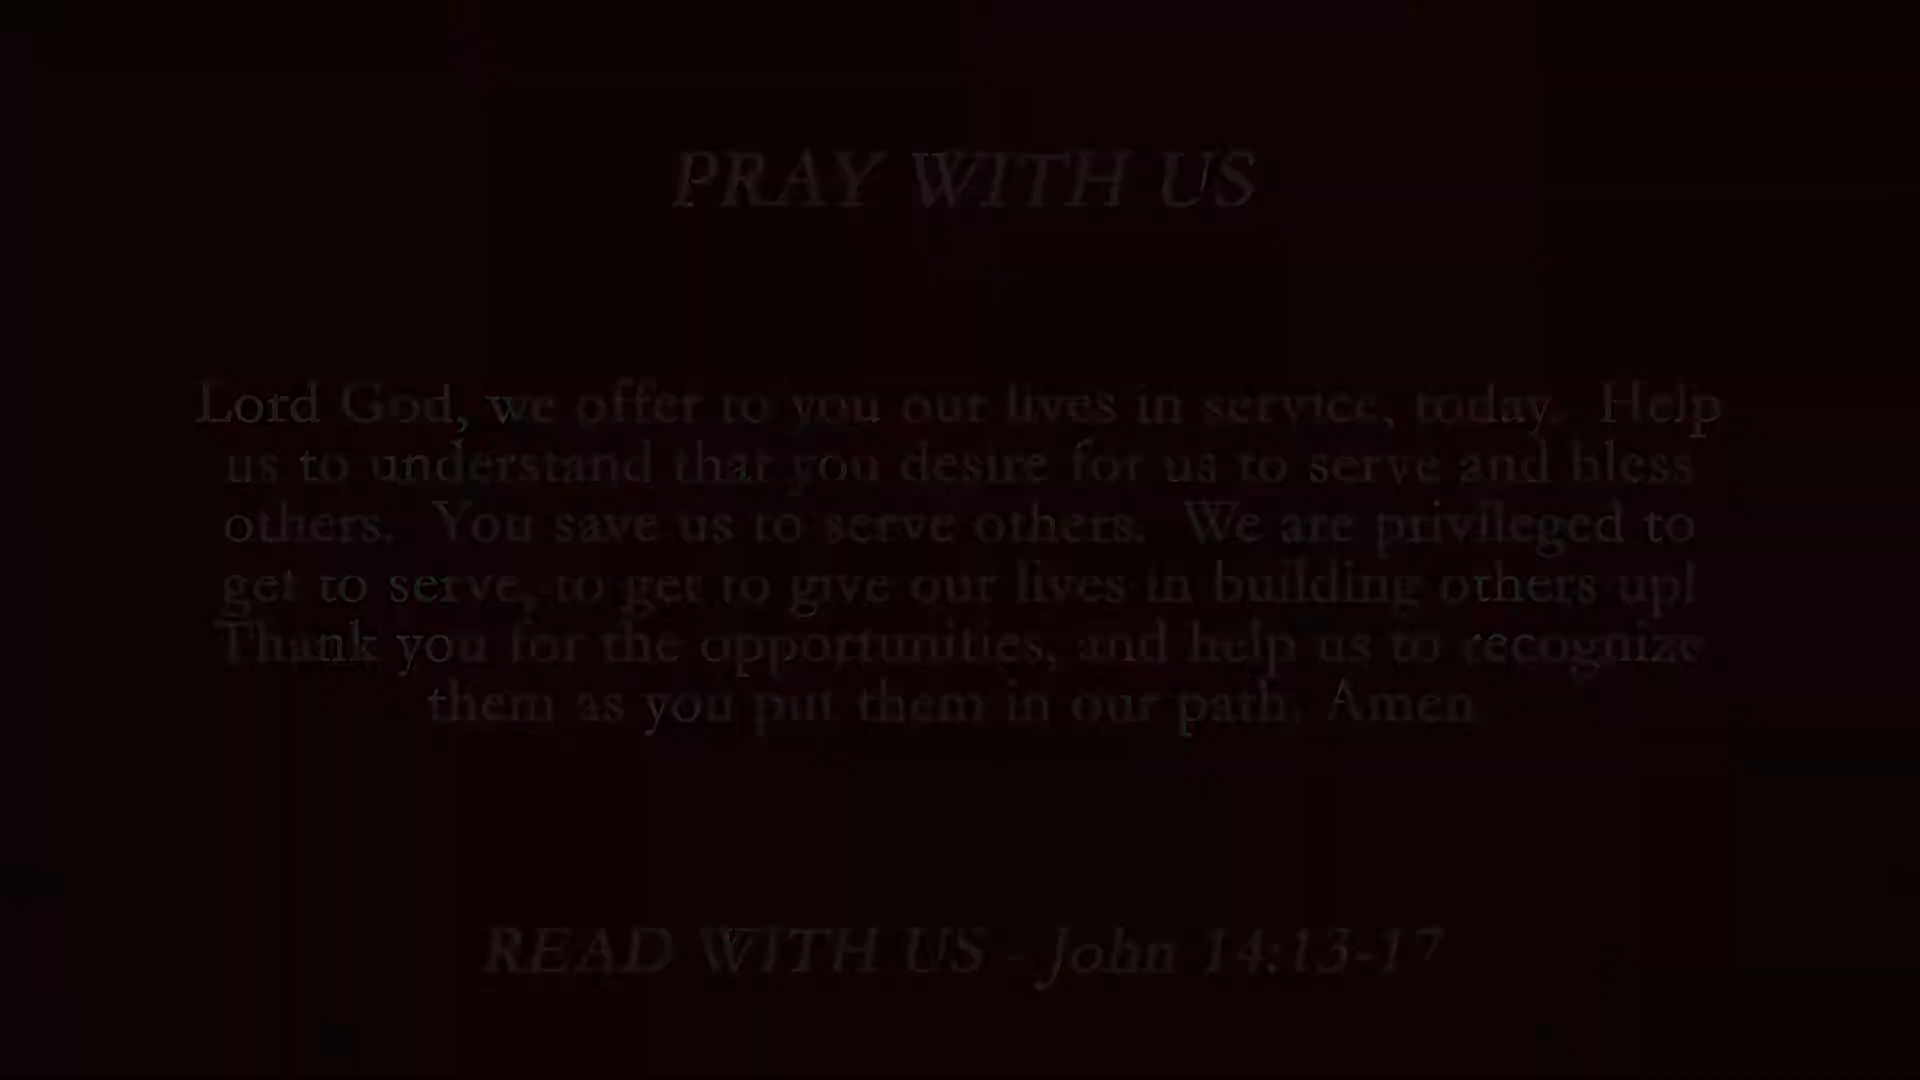 PRAY WITH US
Lord God, we offer to you our lives in service, today. Help
us to understand that you desire for us to serve and bless
others. You save us to serve others. We are privileged to
get to serve, to get to give our lives in building others up!
Thank you for the opportunities, and help us to recognize
them as you put them in our path. Amen
READ WITH US - John 14:13-17